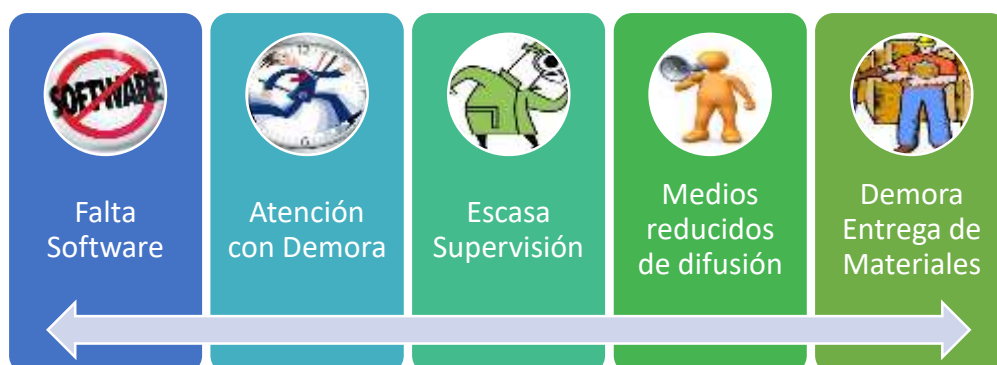 SOFTWARE
Falta
Software
Atención
con Demora
Escasa
Supervisión
Medios
reducidos
de difusión
Demora
Entrega de
Materiales